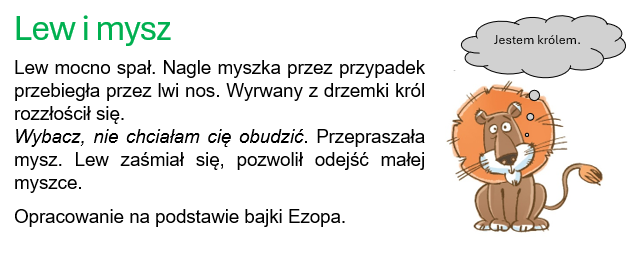 Lew i mysz
Lew mocno spał. Nagle myszka przez przypadek
przebiegła przez lwi nos. Wyrwany z drzemki król
rozzłościł się.
Wybacz, nie chciałam cię obudzić. Przepraszała
mysz. Lew zaśmiał się, pozwolił odejść małej
myszce.
Opracowanie na podstawie bajki Ezopa.
Jestem królem.